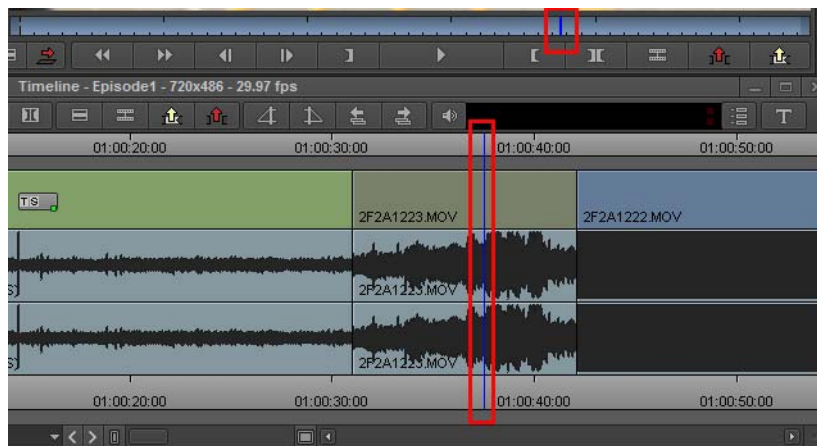 Timeline - Episode1 - 720x486 - 29.97 fps
T
01:00:20:00 01:00:30:00 01:00:40:00 01:00:50:00
TS
2F2A1223.MOV 2F2A1222.MOV
2F2A1223.MOV
2F2A1223.MOV
01:00:20:00 01:00:30:00 01:00:40:00 01:00:50:00